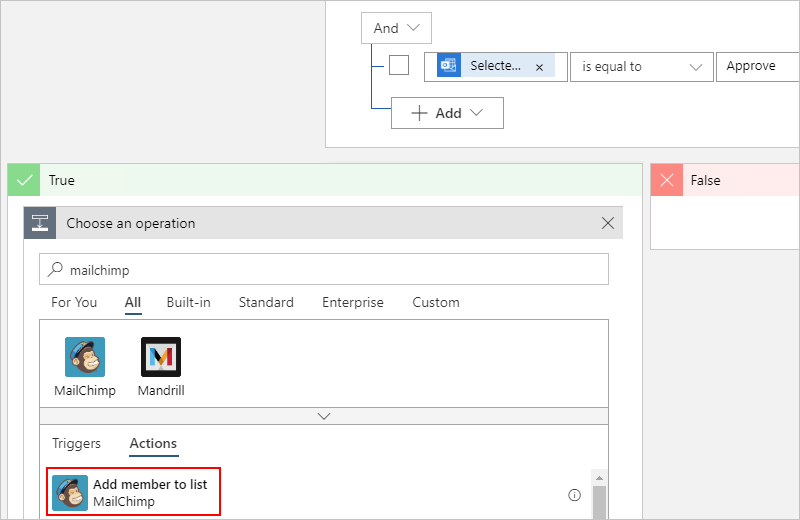 And
Selecte... × is equal to Approve
Add
True
False
Choose an operation
mailchimp
For You All Built-in Standard Enterprise Custom
MailChimp Mandrill
Triggers Actions
Add member to list
MailChimp